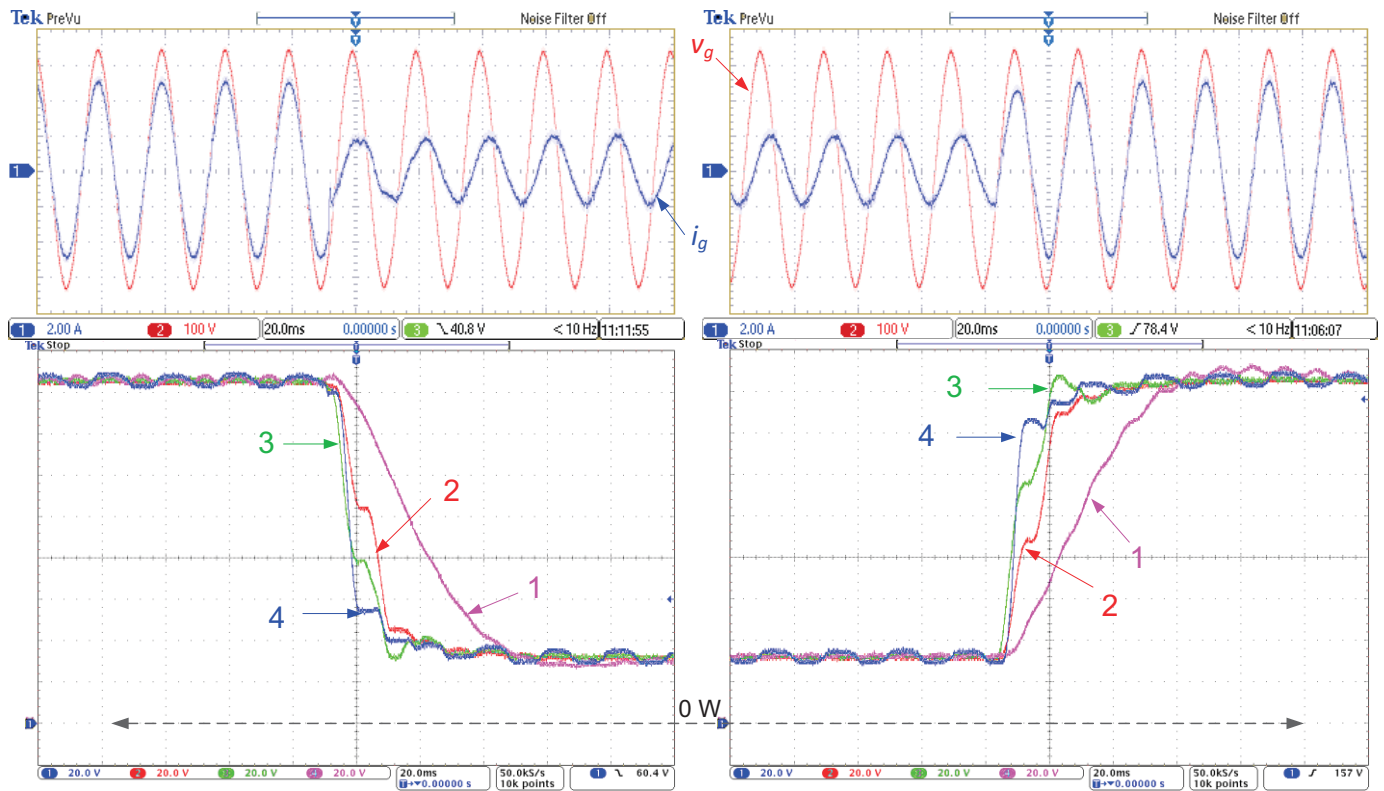 Tek PreVu
Noise Filter Off
Tek PreVu
Noise Filter Off
T
T
v_g
1
1
i_g
1 2.00 A 2 100 V 20.0ms 0.00000 s 3 40.8 V < 10 Hz 11:11:55
1 2.00 A 2 100 V 20.0ms 0.00000 s 3 78.4 V < 10 Hz 11:06:07
Tek Stop
Tek Stop
T
T
3
2
4
1
3
4
1
2
0 W
1
1
1 20.0 V 2 20.0 V 20.0 V 20.0 V 20.0ms 50.0kS/s 1 60.4 V
T→▼0.00000 s 10k points
1 20.0 V 2 20.0 V 20.0 V 20.0 V 20.0ms 50.0kS/s 1 157 V
T→▼0.00000 s 10k points